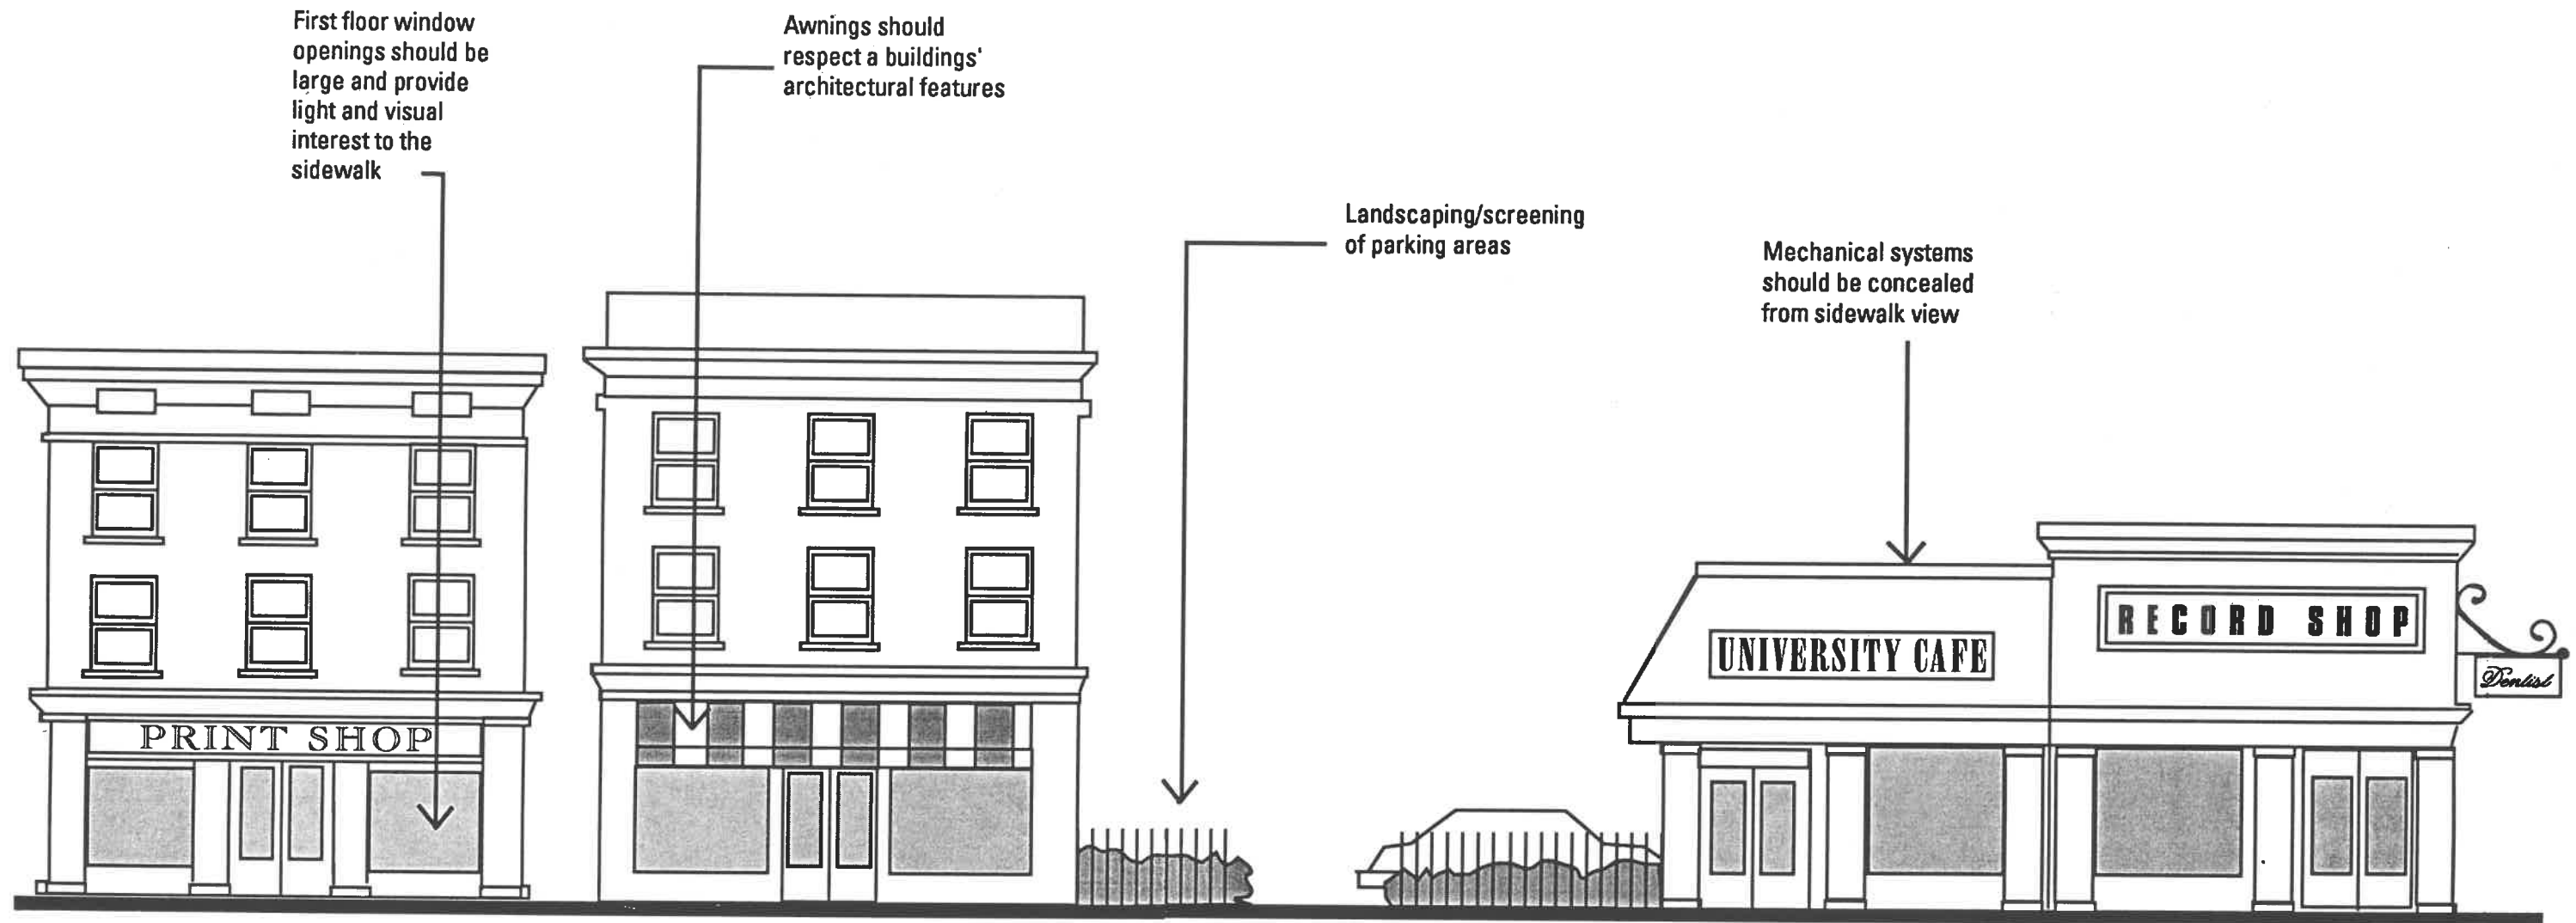 First floor window
openings should be
large and provide
light and visual
interest to the
sidewalk
Awnings should
respect a buildings'
architectural features
Landscaping/screening
of parking areas
Mechanical systems
should be concealed
from sidewalk view
PRINT SHOP
UNIVERSITY CAFE
RECORD SHOP
Dentist